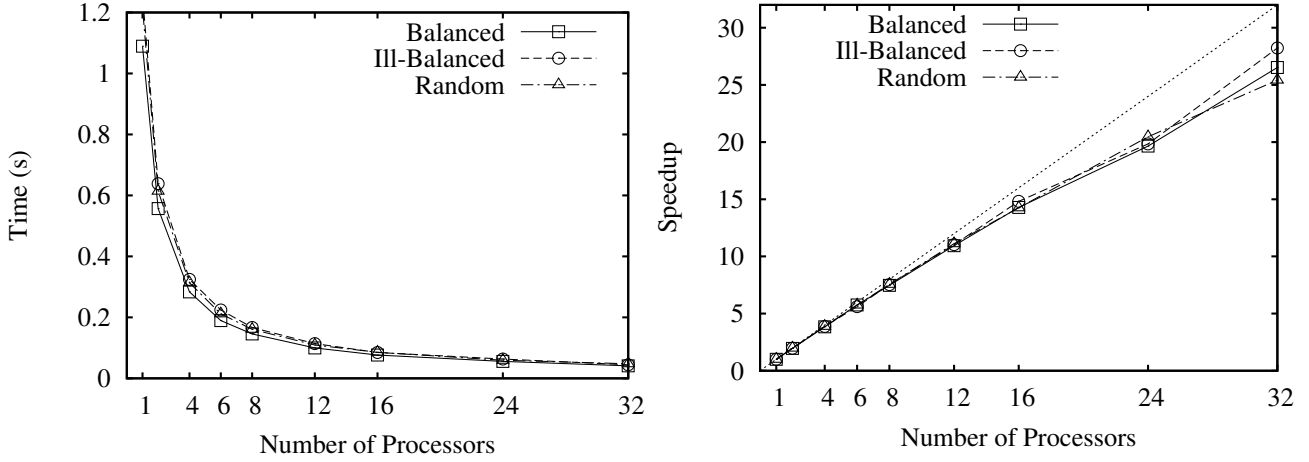 Time (s)
1.2
1
0.8
0.6
0.4
0.2
0
1 4 6 8 12 16 24 32
Number of Processors
Balanced
Ill-Balanced
Random
Speedup
30
25
20
15
10
5
0
1 4 6 8 12 16 24 32
Number of Processors
Balanced
Ill-Balanced
Random